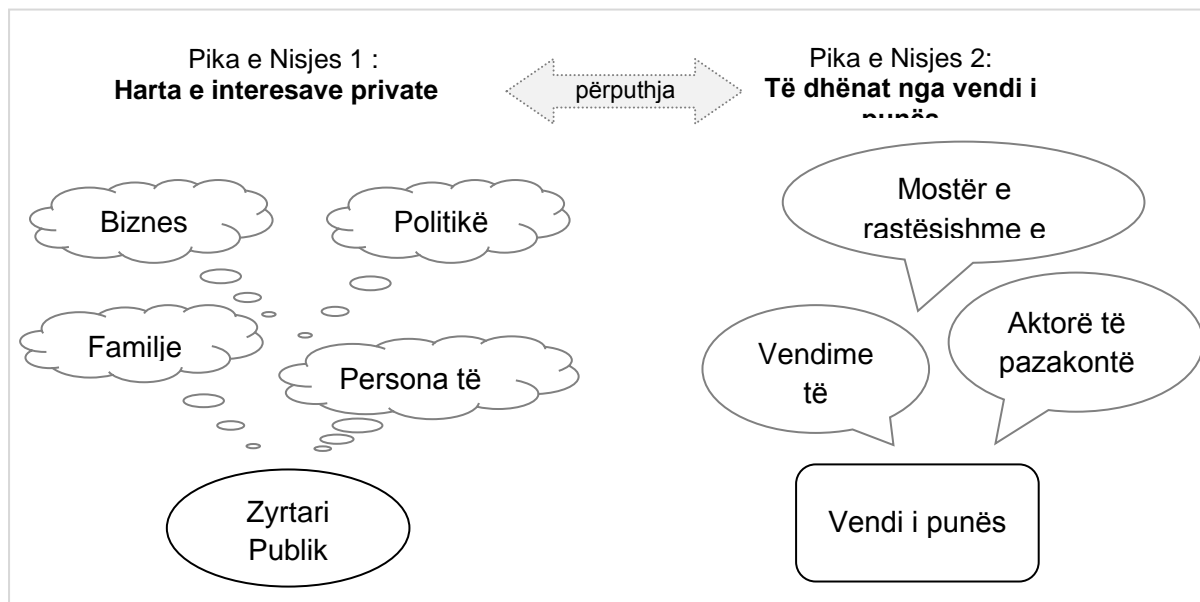 Pika e Nisjes 1 :
Harta e interesave private
përputhja
Pika e Nisjes 2:
Të dhënat nga vendi i
punës
Biznes
Politikë
Familje
Persona të
Zyrtari
Publik
Mostër e
rastësishme e
Vendime
të
Aktorë të
pazakontë
Vendi i punës